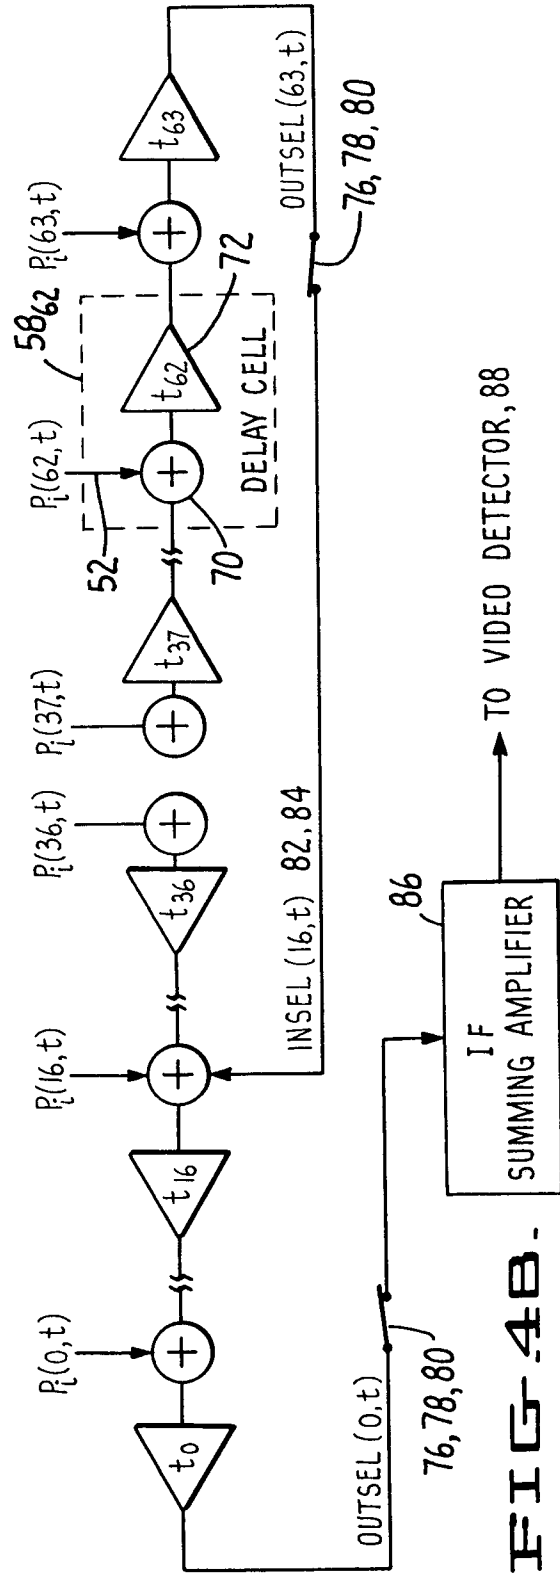 Pi(0,t) Pi(16,t) Pi(36,t) Pi(37,t) Pi(62,t) Pi(63,t)
52
58₆₂
+ + + + + +
t₀ t₁₆ t₃₆ t₃₇ t₆₂ t₆₃
70
72
DELAY CELL
OUTSEL (0,t)
INSEL (16,t) 82, 84
OUTSEL (63,t)
76, 78, 80
76, 78, 80
86
IF
SUMMING AMPLIFIER
TO VIDEO DETECTOR, 88
FIG-4B.